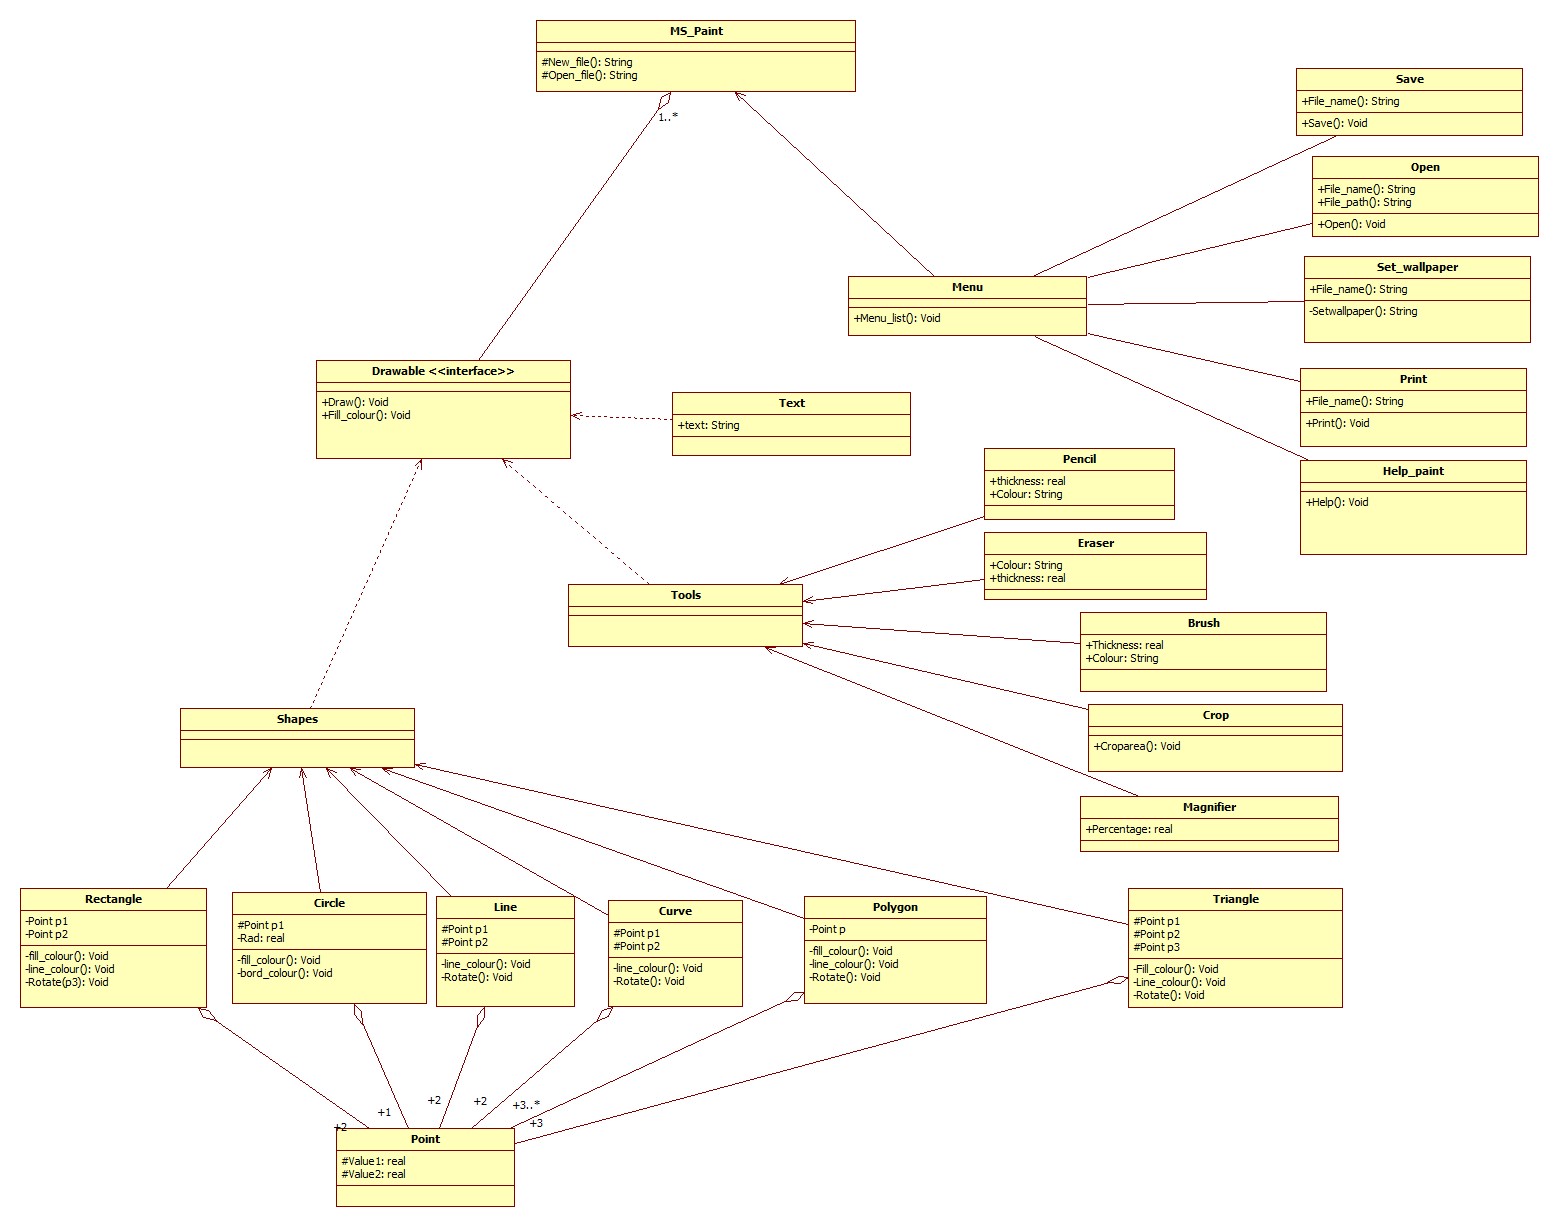 MS_Paint
#New_file(): String
#Open_file(): String
1..*
Save
+File_name(): String
+Save(): Void
Open
+File_name(): String
+File_path(): String
+Open(): Void
Set_wallpaper
+File_name(): String
-Setwallpaper(): String
Menu
+Menu_list(): Void
Print
+File_name(): String
+Print(): Void
Help_paint
+Help(): Void
Drawable <<interface>>
+Draw(): Void
+Fill_colour(): Void
Text
+text: String
Pencil
+thickness: real
+Colour: String
Eraser
+Colour: String
+thickness: real
Tools
Brush
+Thickness: real
+Colour: String
Crop
+Croparea(): Void
Magnifier
+Percentage: real
Shapes
Rectangle
-Point p1
-Point p2
-fill_colour(): Void
-line_colour(): Void
-Rotate(p3): Void
Circle
#Point p1
-Rad: real
-fill_colour(): Void
-bord_colour(): Void
Line
#Point p1
#Point p2
-line_colour(): Void
-Rotate(): Void
Curve
#Point p1
#Point p2
-line_colour(): Void
-Rotate(): Void
Polygon
-Point p
-fill_colour(): Void
-line_colour(): Void
-Rotate(): Void
Triangle
#Point p1
#Point p2
#Point p3
-Fill_colour(): Void
-Line_colour(): Void
-Rotate(): Void
+2
+1
+2
+2
+3..*
+3
Point
#Value1: real
#Value2: real